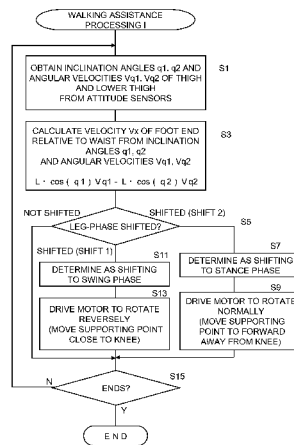 WALKING ASSISTANCE
PROCESSING I
OBTAIN INCLINATION ANGLES q1, q2 AND
ANGULAR VELOCITIES Vq1, Vq2 OF THIGH
AND LOWER THIGH
FROM ATTITUDE SENSORS
S1
S3
CALCULATE VELOCITY Vx OF FOOT END
RELATIVE TO WAIST FROM INCLINATION
ANGLES q1, q2
AND ANGULAR VELOCITIES Vq1, Vq2
L· cos( q1) Vq1 - L· cos( q2) Vq2
NOT SHIFTED
SHIFTED (SHIFT 2)
LEG-PHASE SHIFTED?
S5
SHIFTED (SHIFT 1)
S7
S11
DETERMINE AS SHIFTING
TO STANCE PHASE
DETERMINE AS SHIFTING
TO SWING PHASE
S9
S13
DRIVE MOTOR TO ROTATE
NORMALLY
(MOVE SUPPORTING
POINT TO FORWARD
AWAY FROM KNEE)
DRIVE MOTOR TO ROTATE
REVERSELY
(MOVE SUPPORTING POINT
CLOSE TO KNEE)
S15
N
ENDS?
Y
END